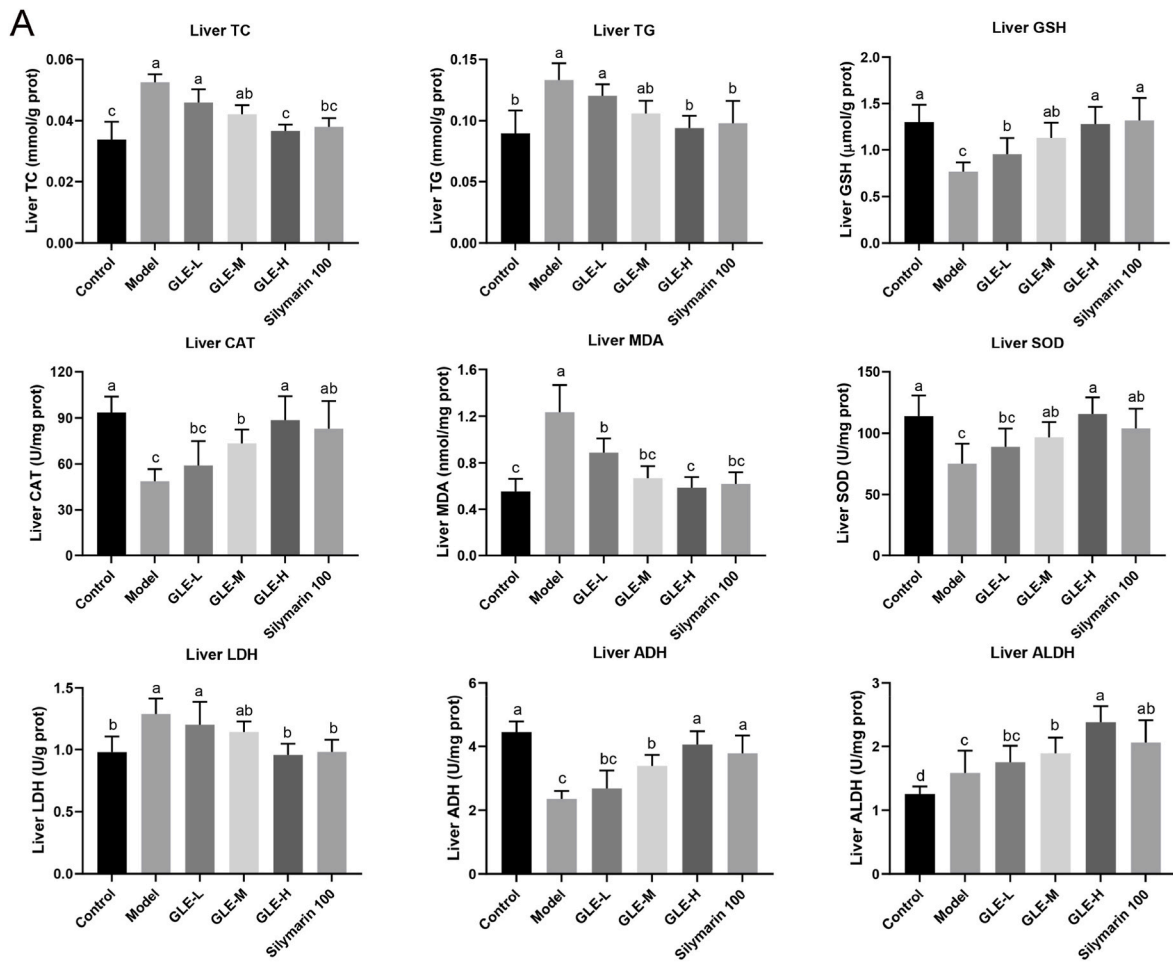 A
Liver TC
Liver TC (mmol/g prot)
0.06
0.04
0.02
0.00
c
a
a
ab
c
bc
Control
Model
GLE-L
GLE-M
GLE-H
Silymarin 100
Liver TG
Liver TG (mmol/g prot)
0.15
0.10
0.05
0.00
b
a
a
ab
b
b
Control
Model
GLE-L
GLE-M
GLE-H
Silymarin 100
Liver GSH
Liver GSH (μmol/g prot)
2.0
1.5
1.0
0.5
0.0
a
c
b
ab
a
a
Control
Model
GLE-L
GLE-M
GLE-H
Silymarin 100
Liver CAT
Liver CAT (U/mg prot)
120
90
60
30
0
a
c
bc
b
a
ab
Control
Model
GLE-L
GLE-M
GLE-H
Silymarin 100
Liver MDA
Liver MDA (nmol/mg prot)
1.6
1.2
0.8
0.4
0.0
c
a
b
bc
c
bc
Control
Model
GLE-L
GLE-M
GLE-H
Silymarin 100
Liver SOD
Liver SOD (U/mg prot)
150
100
50
0
a
c
bc
ab
a
ab
Control
Model
GLE-L
GLE-M
GLE-H
Silymarin 100
Liver LDH
Liver LDH (U/g prot)
1.5
1.0
0.5
0.0
b
a
a
ab
b
b
Control
Model
GLE-L
GLE-M
GLE-H
Silymarin 100
Liver ADH
Liver ADH (U/mg prot)
6
4
2
0
a
c
bc
b
a
a
Control
Model
GLE-L
GLE-M
GLE-H
Silymarin 100
Liver ALDH
Liver ALDH (U/mg prot)
3
2
1
0
d
c
bc
b
a
ab
Control
Model
GLE-L
GLE-M
GLE-H
Silymarin 100